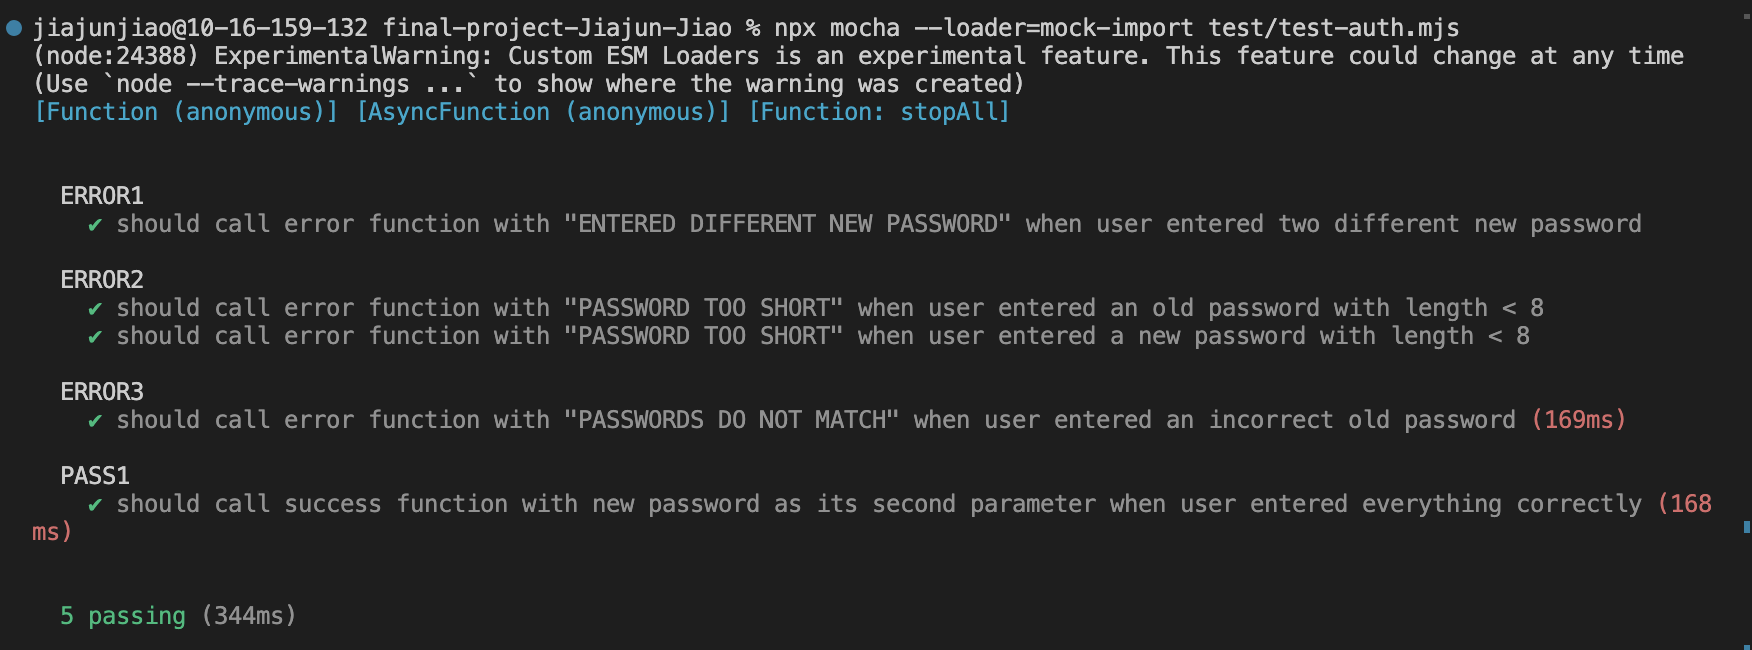 jiajunjiao@10-16-159-132 final-project-Jiajun-Jiao % npx mocha --loader=mock-import test/test-auth.mjs
(node:24388) ExperimentalWarning: Custom ESM Loaders is an experimental feature. This feature could change at any time
(Use `node --trace-warnings ...` to show where the warning was created)
[Function (anonymous)] [AsyncFunction (anonymous)] [Function: stopAll]
ERROR1
✔ should call error function with "ENTERED DIFFERENT NEW PASSWORD" when user entered two different new password
ERROR2
✔ should call error function with "PASSWORD TOO SHORT" when user entered an old password with length < 8
✔ should call error function with "PASSWORD TOO SHORT" when user entered a new password with length < 8
ERROR3
✔ should call error function with "PASSWORDS DO NOT MATCH" when user entered an incorrect old password (169ms)
PASS1
✔ should call success function with new password as its second parameter when user entered everything correctly (168
ms)
5 passing (344ms)